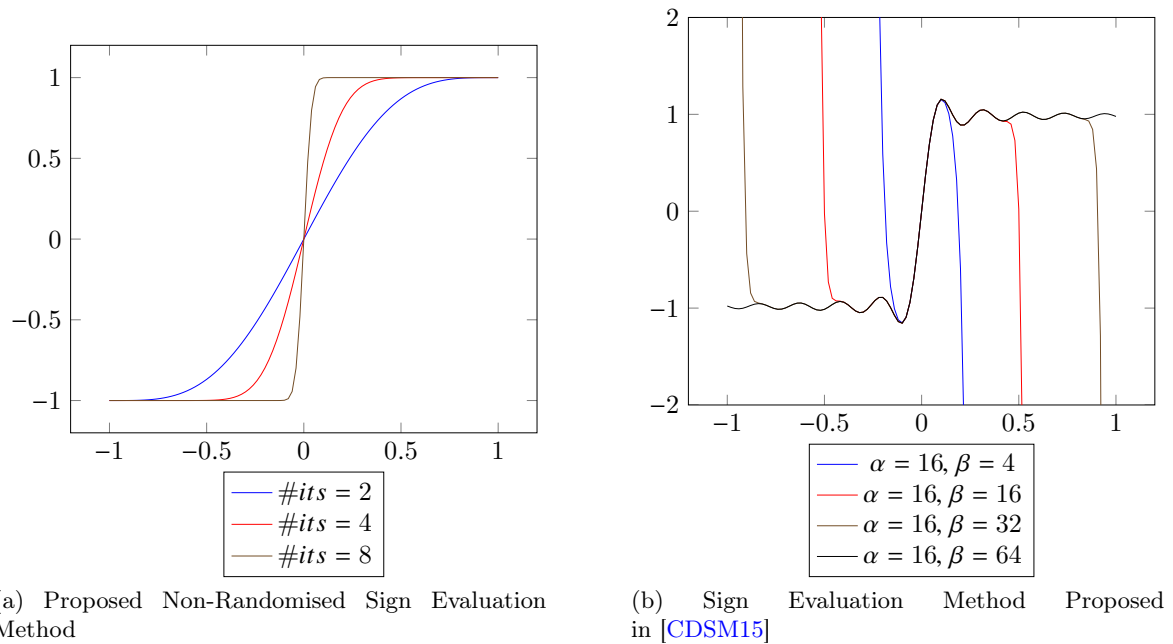 1
0.5
0
−0.5
−1
−1 −0.5 0 0.5 1
#its = 2
#its = 4
#its = 8
(a) Proposed Non-Randomised Sign Evaluation
Method
2
1
0
−1
−2
−1 −0.5 0 0.5 1
α = 16, β = 4
α = 16, β = 16
α = 16, β = 32
α = 16, β = 64
(b) Sign Evaluation Method Proposed
in [CDSM15]